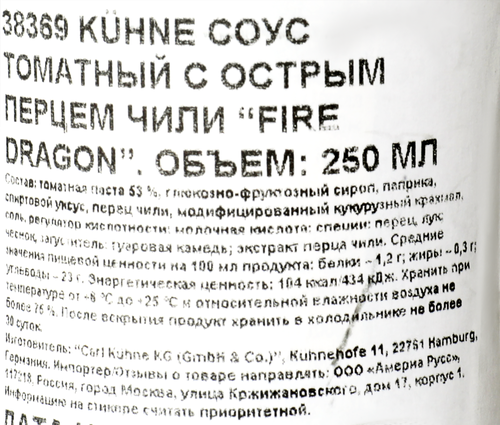 38369 KÜHNE СОУС
ТОМАТНЫЙ С ОСТРЫМ
ПЕРЦЕМ ЧИЛИ “FIRE
DRAGON”. ОБЪЕМ: 250 МЛ
Состав: томатная паста 53 %, глюкозно-фруктозный сироп, паприка,
спиртовой уксус, перец чили, модифицированный кукурузный крахмал,
соль, регулятор кислотности: молочная кислота; специи: перец, лук,
чеснок, загуститель: гуаровая камедь; экстракт перца чили. Средние
значения пищевой ценности на 100 мл продукта: белки – 1,2 г; жиры – 0,3 г;
углеводы – 23 г. Энергетическая ценность: 104 ккал/434 кДж. Хранить при
температуре от +6 °С до +25 °С и относительной влажности воздуха не
более 75 %. После вскрытия продукт хранить в холодильнике не более
30 суток.
Изготовитель: “Carl Kuhne KG (GmbH & Co.)”, Kuhnehofe 11, 22761 Hamburg,
Германия. Импортер/Отзывы о товаре направлять: ООО «Америа Русс»,
117218, Россия, город Москва, улица Кржижановского, дом 17, корпус 1.
Информацию на стикере считать приоритетной.
ДАТА